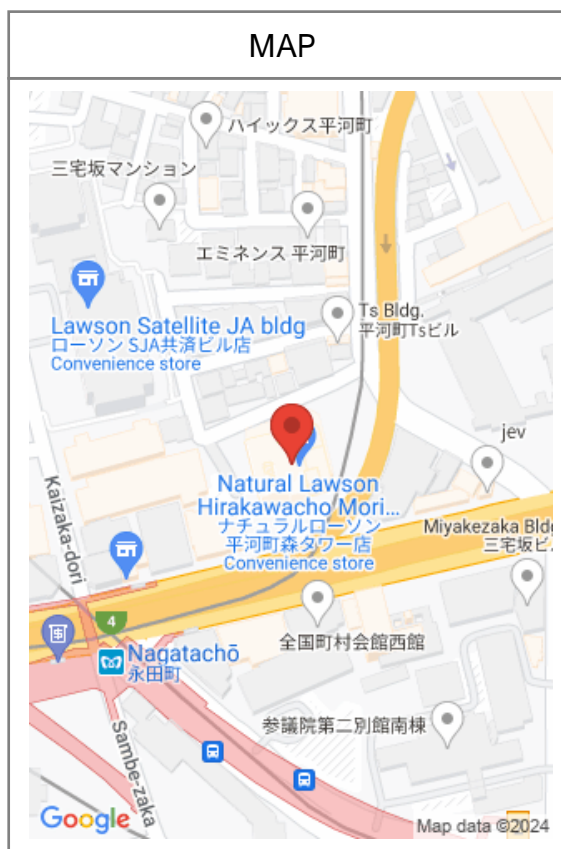 MAP
ハイックス平河町
三宅坂マンション
エミネンス 平河町
Ts Bldg.
平河町Tsビル
Lawson Satellite JA bldg
ローソン SJA共済ビル店
Convenience store
jev
Natural Lawson
Hirakawacho Mori...
ナチュラルローソン
平河町森タワー店
Convenience store
Kaizaka-dori
Miyakezaka Bldg
三宅坂ビ
4
全国町村会館西館
Nagatachō
永田町
Sambe-zaka
参議院第二別館南棟
Google
Map data ©2024